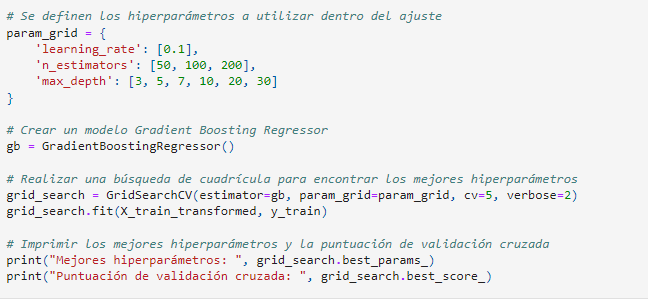 # Se definen los hiperparámetros a utilizar dentro del ajuste
param_grid = {
    'learning_rate': [0.1],
    'n_estimators': [50, 100, 200],
    'max_depth': [3, 5, 7, 10, 20, 30]
}
# Crear un modelo Gradient Boosting Regressor
gb = GradientBoostingRegressor()
# Realizar una búsqueda de cuadrícula para encontrar los mejores hiperparámetros
grid_search = GridSearchCV(estimator=gb, param_grid=param_grid, cv=5, verbose=2)
grid_search.fit(X_train_transformed, y_train)
# Imprimir los mejores hiperparámetros y la puntuación de validación cruzada
print("Mejores hiperparámetros: ", grid_search.best_params_)
print("Puntuación de validación cruzada: ", grid_search.best_score_)